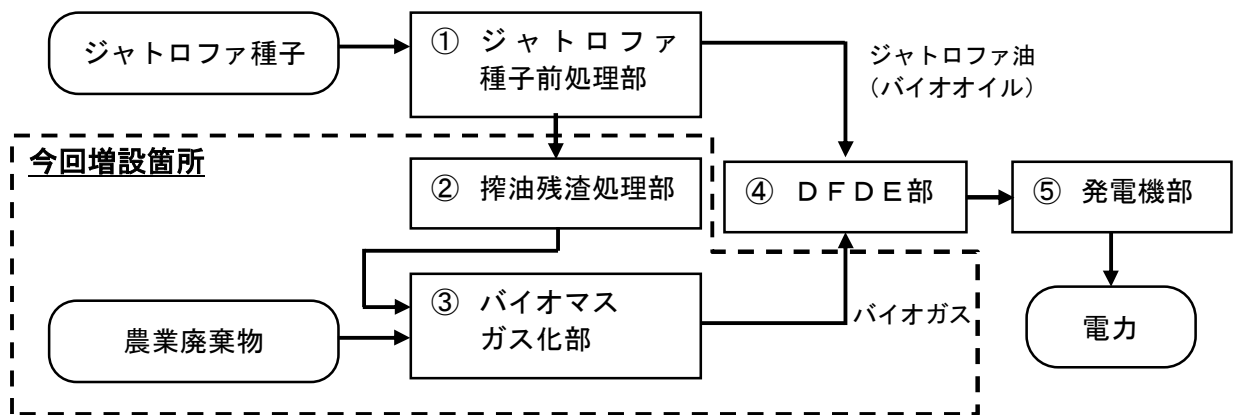 ジャトロファ種子
① ジャトロファ
種子前処理部
ジャトロファ油
（バイオオイル）
今回増設箇所
② 搾油残渣処理部
④ ＤＦＤＥ部
⑤ 発電機部
農業廃棄物
③ バイオマス
ガス化部
バイオガス
電力